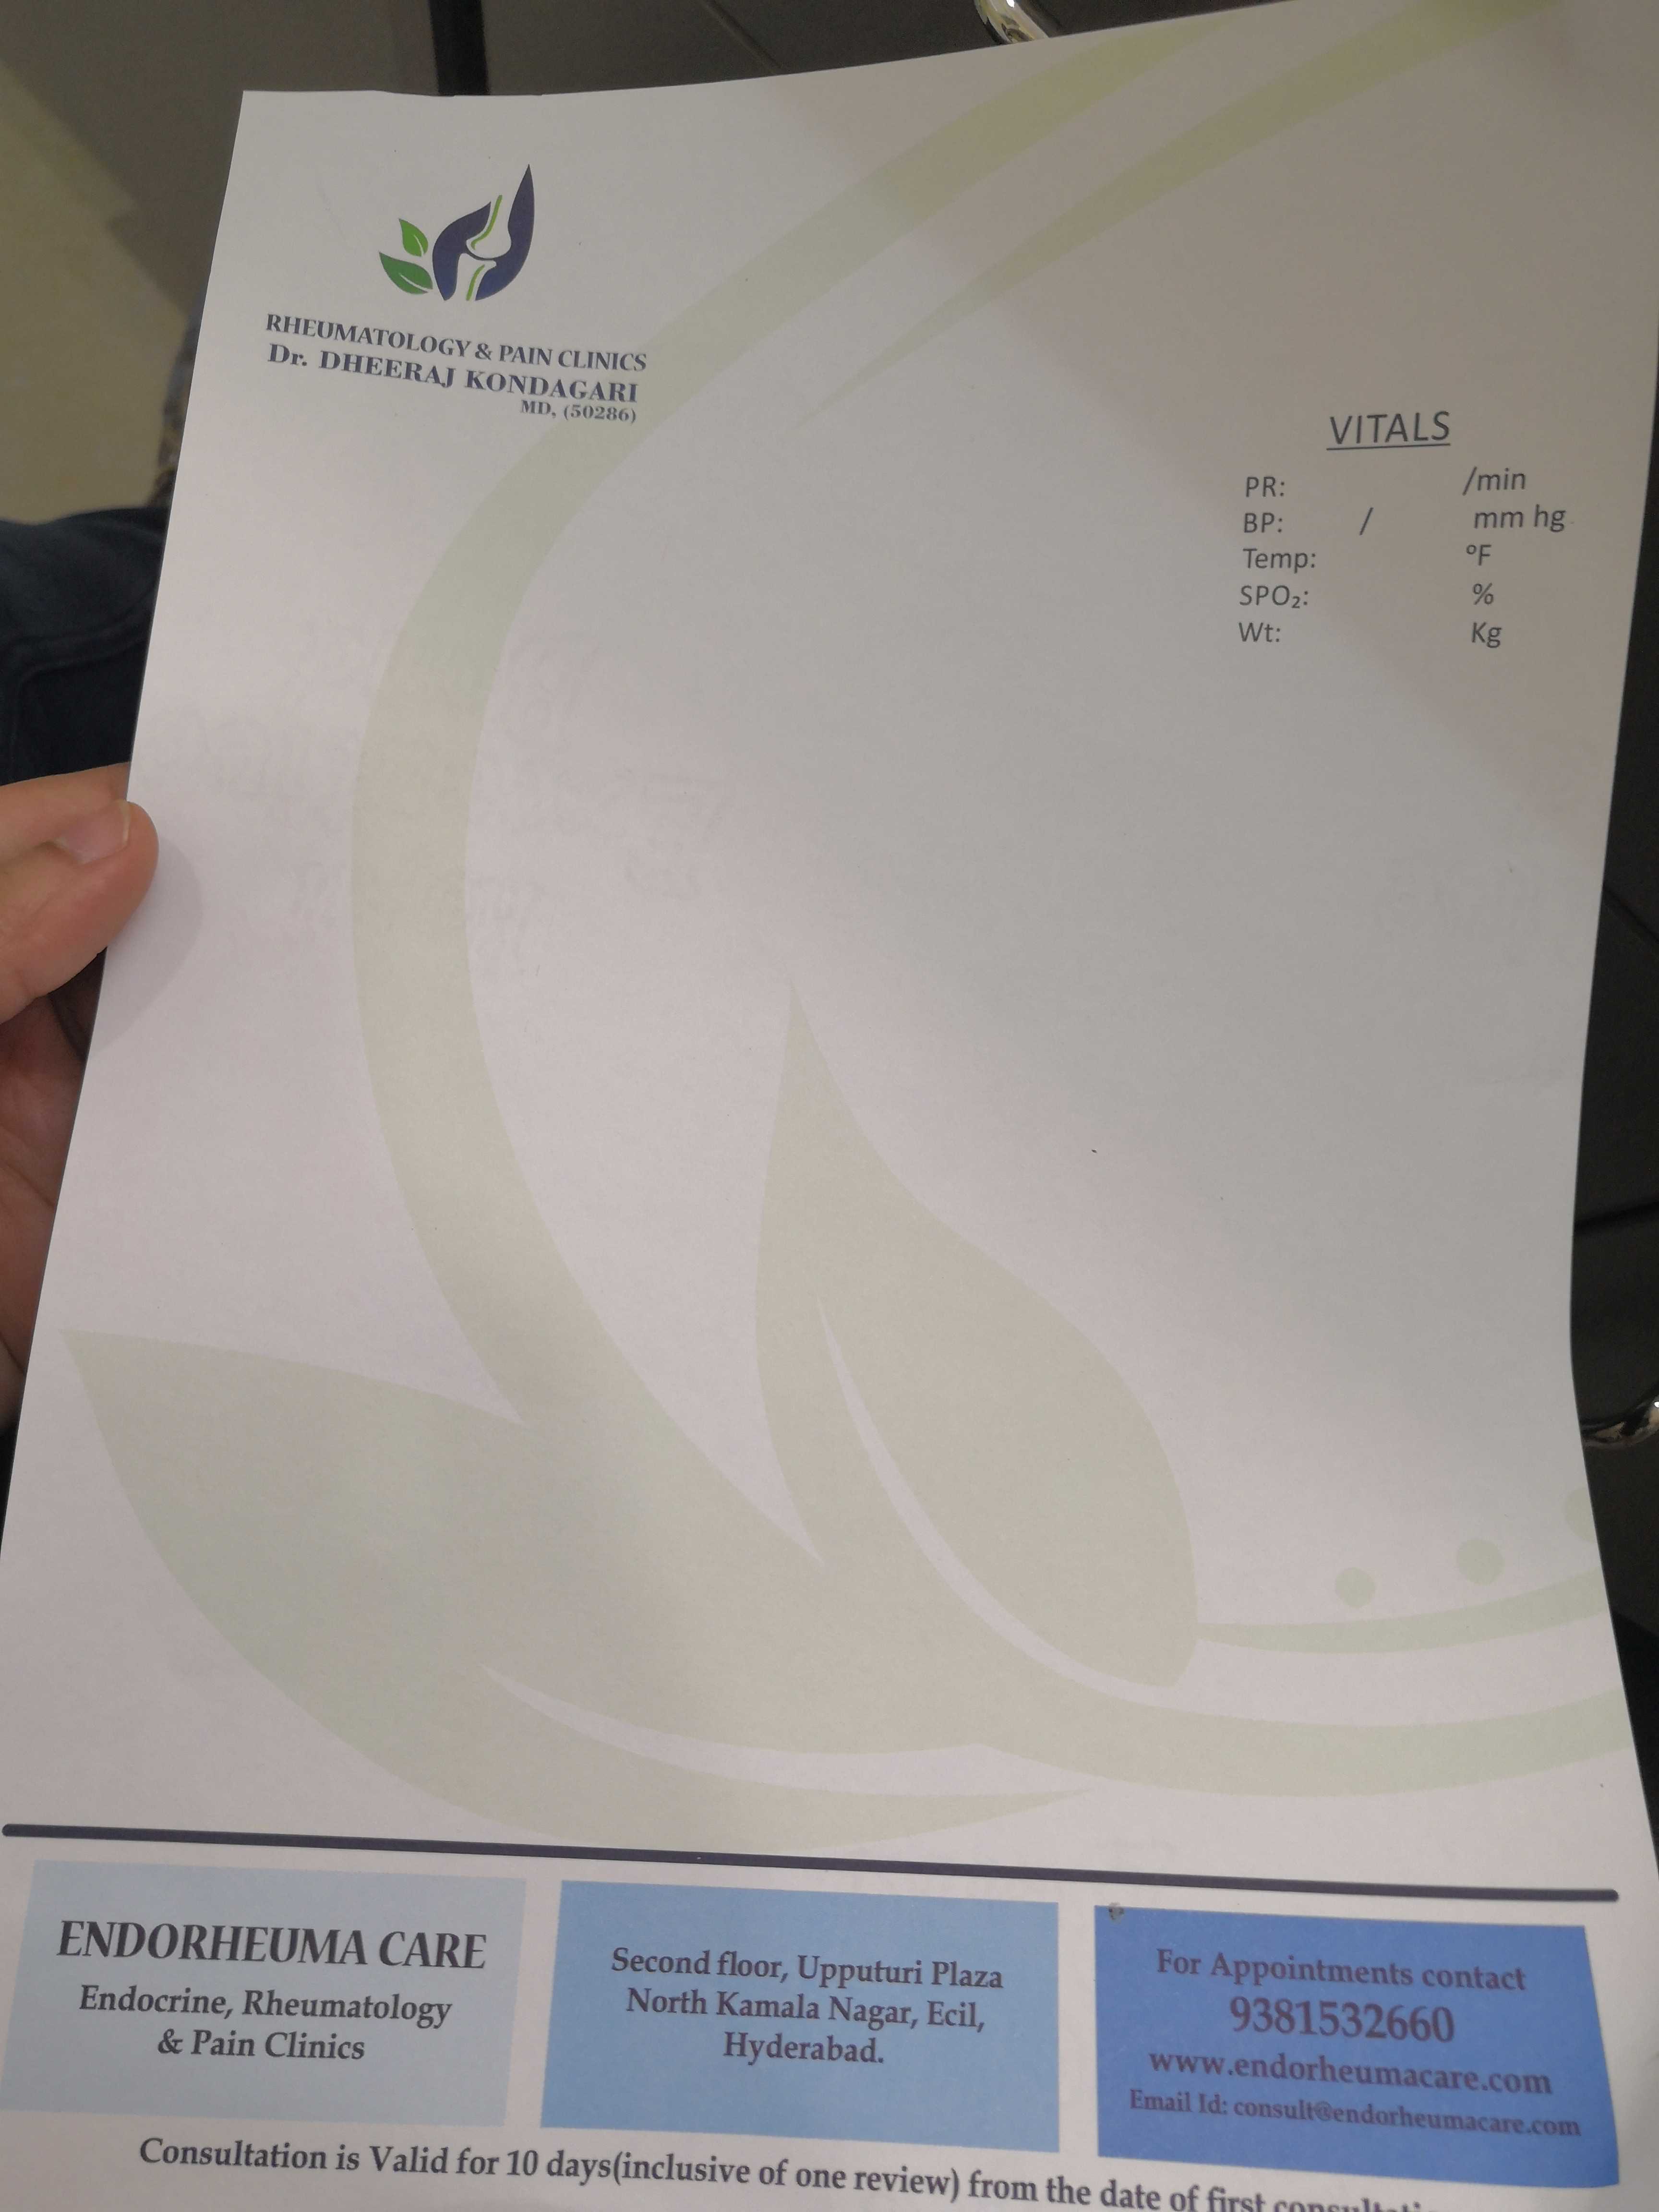 RHEUMATOLOGY & PAIN CLINICS
Dr. DHEERAJ KONDAGARI
MD, (50286)
VITALS
PR: /min
BP: / mm hg
Temp: °F
SPO₂: %
Wt: Kg
ENDORHEUMA CARE
Endocrine, Rheumatology
& Pain Clinics
Second floor, Upputuri Plaza
North Kamala Nagar, Ecil,
Hyderabad.
For Appointments contact
9381532660
www.endorheumacare.com
Email Id: consult@endorheumacare.com
Consultation is Valid for 10 days(inclusive of one review) from the date of first